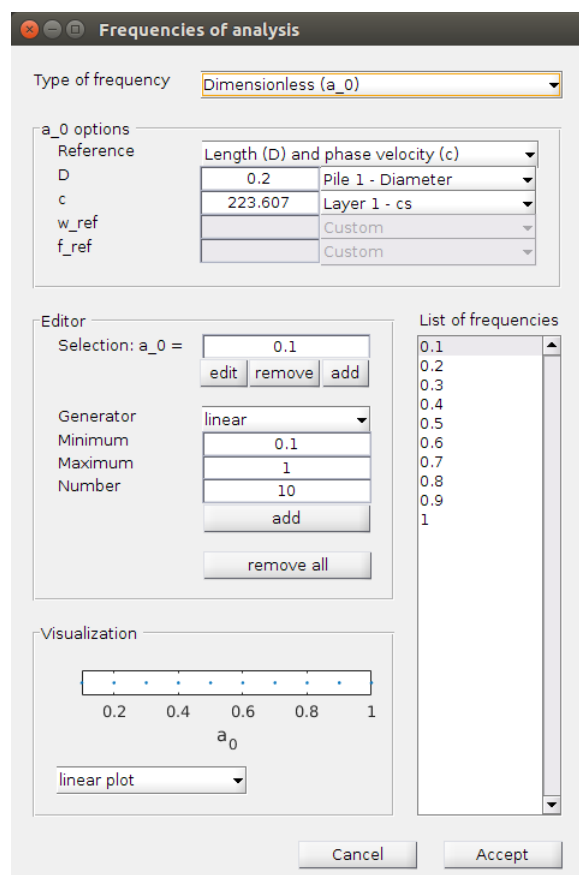 Frequencies of analysis
Type of frequency Dimensionless (a_0)
a_0 options
Reference Length (D) and phase velocity (c)
D 0.2 Pile 1 - Diameter
c 223.607 Layer 1 - cs
w_ref Custom
f_ref Custom
Editor
Selection: a_0 = 0.1
edit remove add
Generator linear
Minimum 0.1
Maximum 1
Number 10
add
remove all
List of frequencies
0.1
0.2
0.3
0.4
0.5
0.6
0.7
0.8
0.9
1
Visualization
0.2 0.4 0.6 0.8 1
a_0
linear plot
Cancel Accept